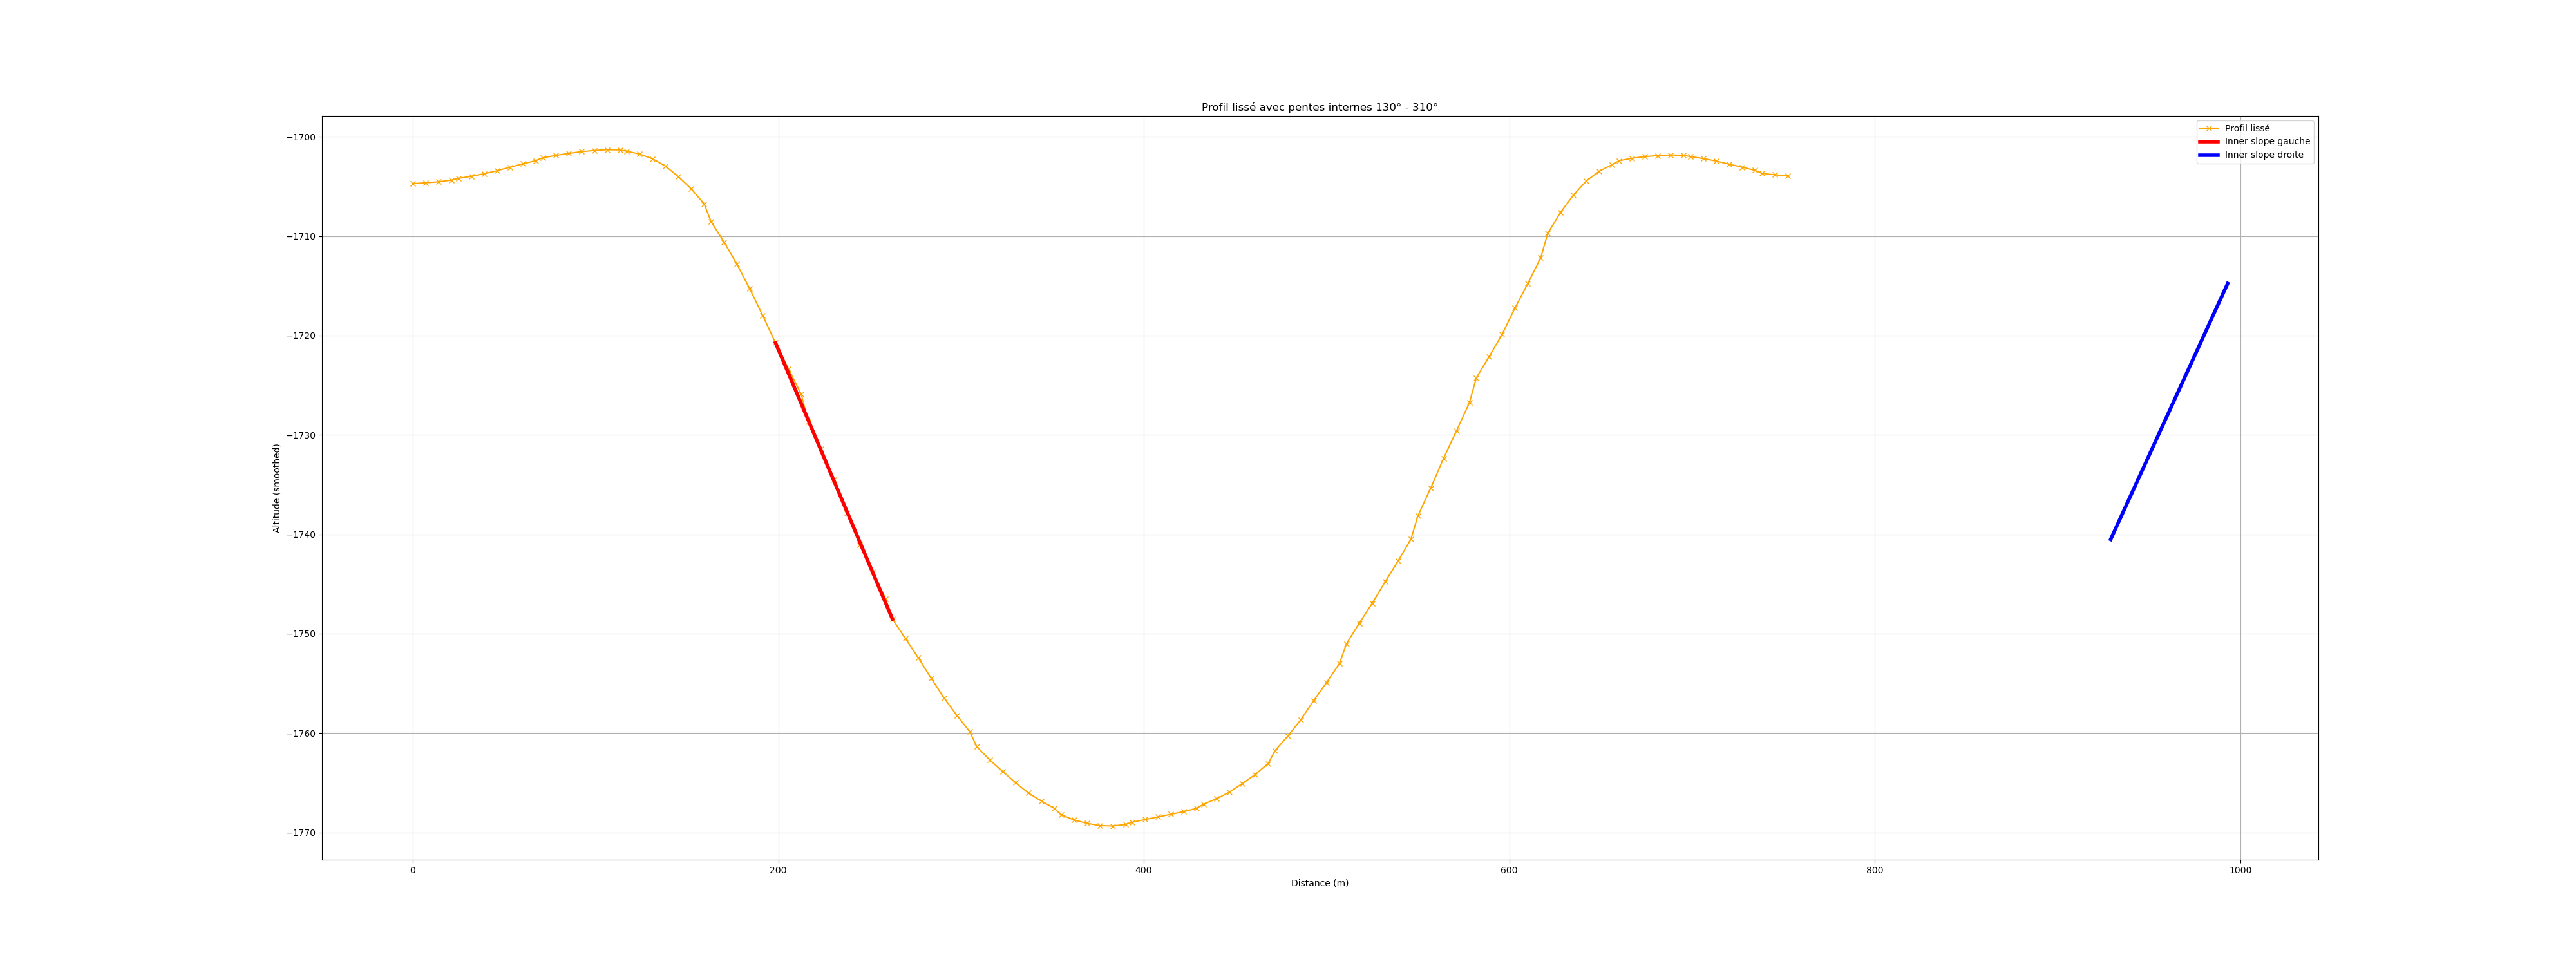 Profil lissé avec pentes internes 130° - 310°
Profil lissé
Inner slope gauche
Inner slope droite
−1700
−1710
−1720
−1730
−1740
−1750
−1760
−1770
Altitude (smoothed)
0 200 400 600 800 1000
Distance (m)